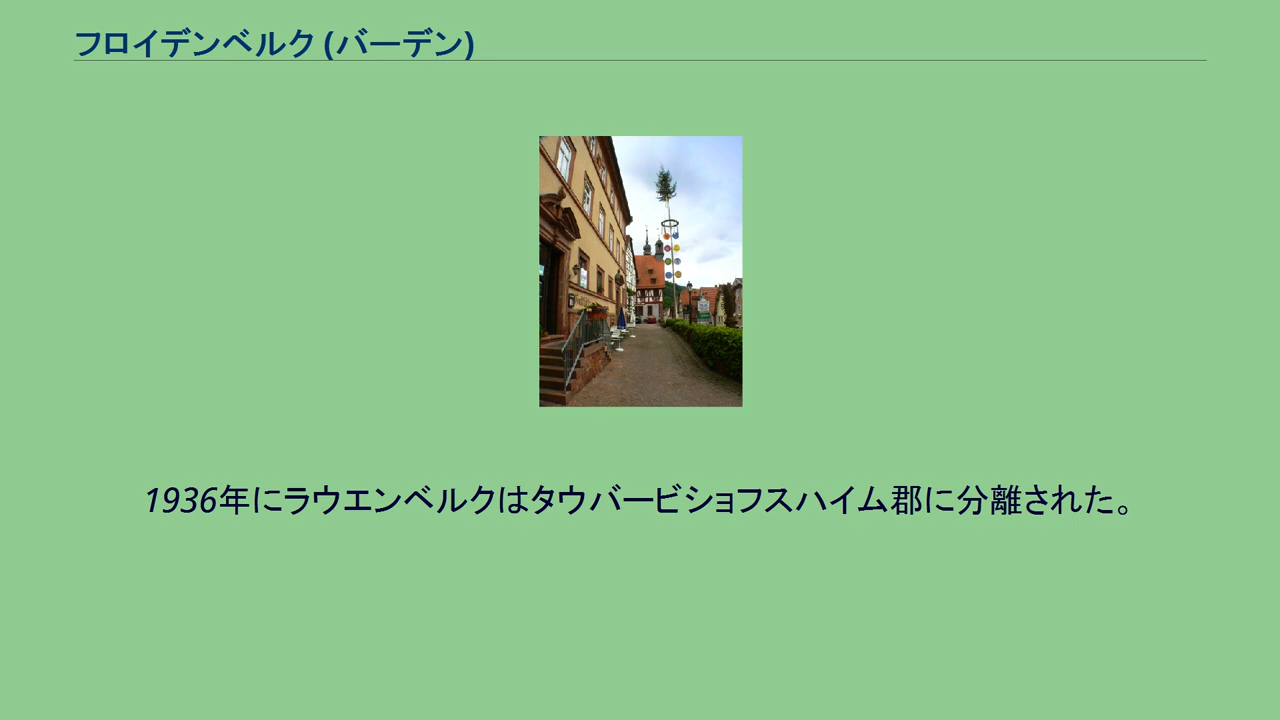 フロイデンベルク (バーデン)
1936年にラウエンベルクはタウバービショフスハイム郡に分離された。